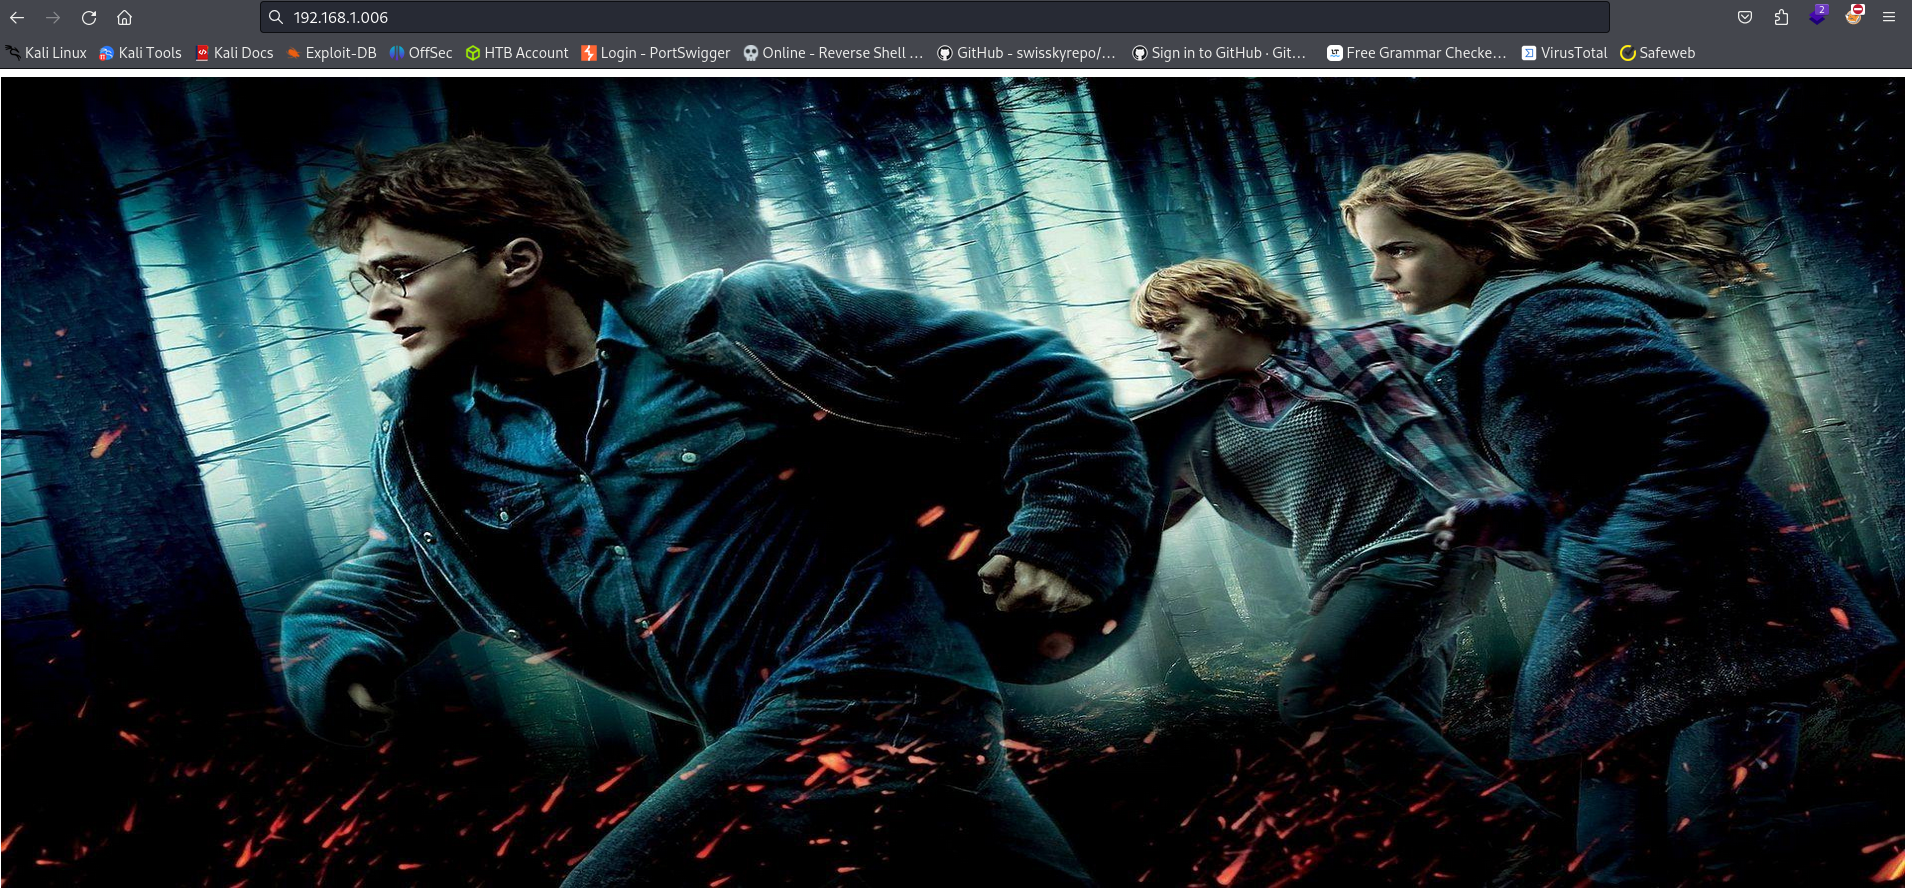 192.168.1.006
2
Kali Linux Kali Tools Kali Docs Exploit-DB OffSec HTB Account Login - PortSwigger Online - Reverse Shell … GitHub - swisskyrepo/… Sign in to GitHub · Git… LT Free Grammar Checke… VirusTotal Safeweb